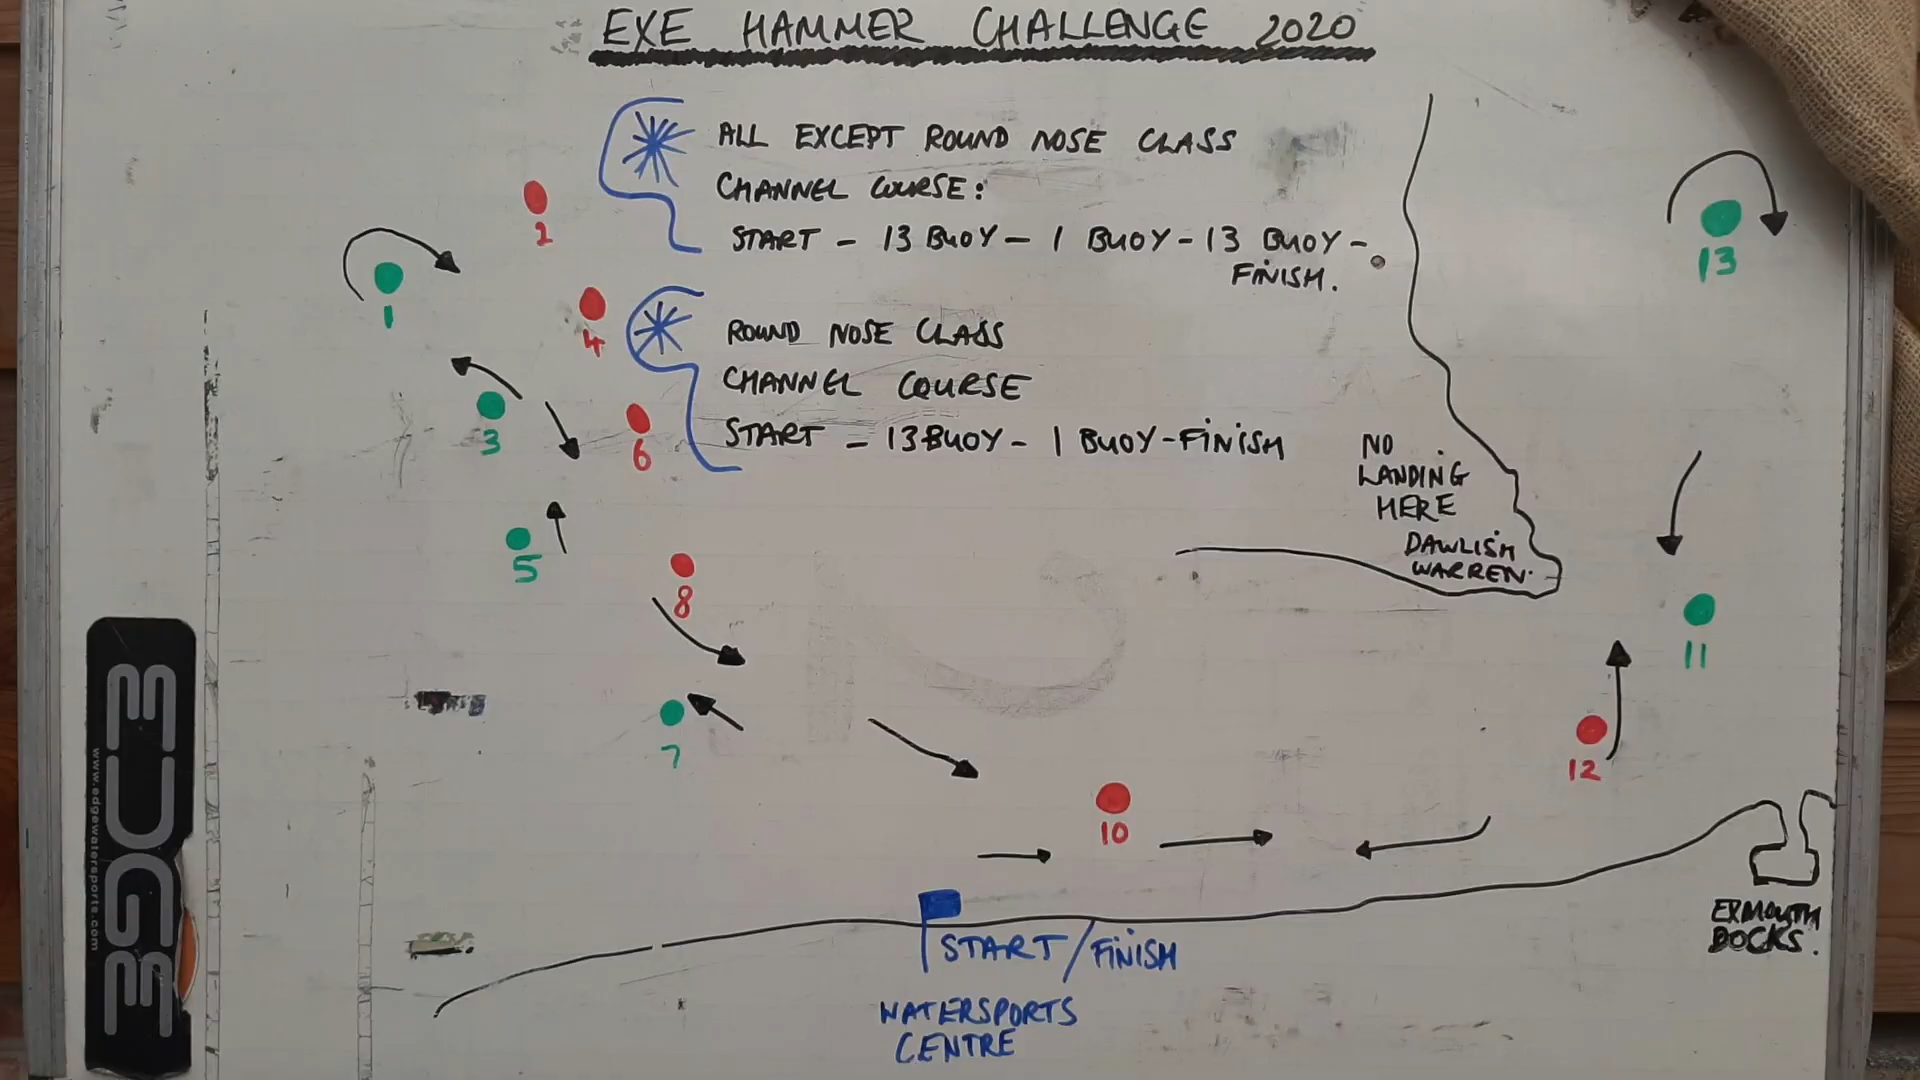 EXE HAMMER CHALLENGE 2020
ALL EXCEPT ROUND NOSE CLASS
CHANNEL COURSE:
START - 13 BUOY - 1 BUOY - 13 BUOY -
FINISH.
ROUND NOSE CLASS
CHANNEL COURSE
START - 13 BUOY - 1 BUOY - FINISH
2
1
4
3
6
5
8
7
10
12
11
13
NO
LANDING
HERE
DAWLISH
WARREN.
EXMOUTH
DOCKS.
START / FINISH
WATERSPORTS
CENTRE
EDGE
www.edgewatersports.com